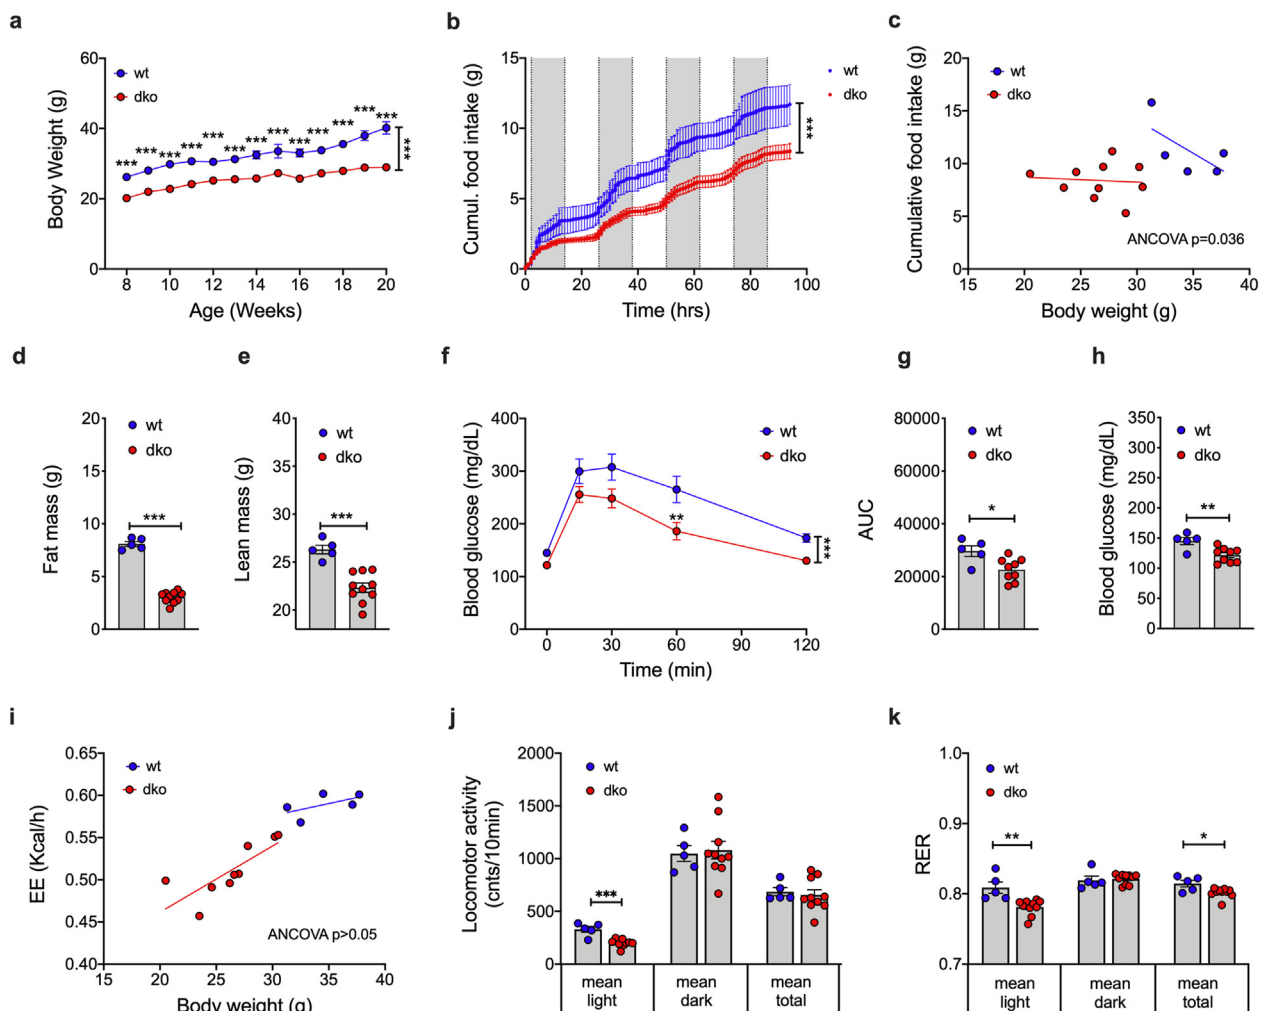 a
Body Weight (g)
60
40
20
0
wt
dko
*** *** *** *** *** *** *** *** *** *** *** *** ***
***
8 10 12 14 16 18 20
Age (Weeks)
b
Cumul. food intake (g)
15
10
5
0
wt
dko
***
0 20 40 60 80 100
Time (hrs)
c
Cumulative food intake (g)
20
15
10
5
0
wt
dko
ANCOVA p=0.036
15 20 25 30 35 40
Body weight (g)
d
Fat mass (g)
20
15
10
5
0
wt
dko
***
e
Lean mass (g)
40
35
30
25
20
wt
dko
***
f
Blood glucose (mg/dL)
400
300
200
100
0
wt
dko
**
***
0 30 60 90 120
Time (min)
g
AUC
80000
60000
40000
20000
0
wt
dko
*
h
Blood glucose (mg/dL)
350
300
250
200
150
100
50
0
wt
dko
**
i
EE (Kcal/h)
0.65
0.60
0.55
0.50
0.45
0.40
wt
dko
ANCOVA p>0.05
15 20 25 30 35 40
Body weight (g)
j
Locomotor activity
(cnts/10min)
2000
1500
1000
500
0
wt
dko
***
mean
light
mean
dark
mean
total
k
RER
1.0
0.9
0.8
0.7
wt
dko
**
*
mean
light
mean
dark
mean
total